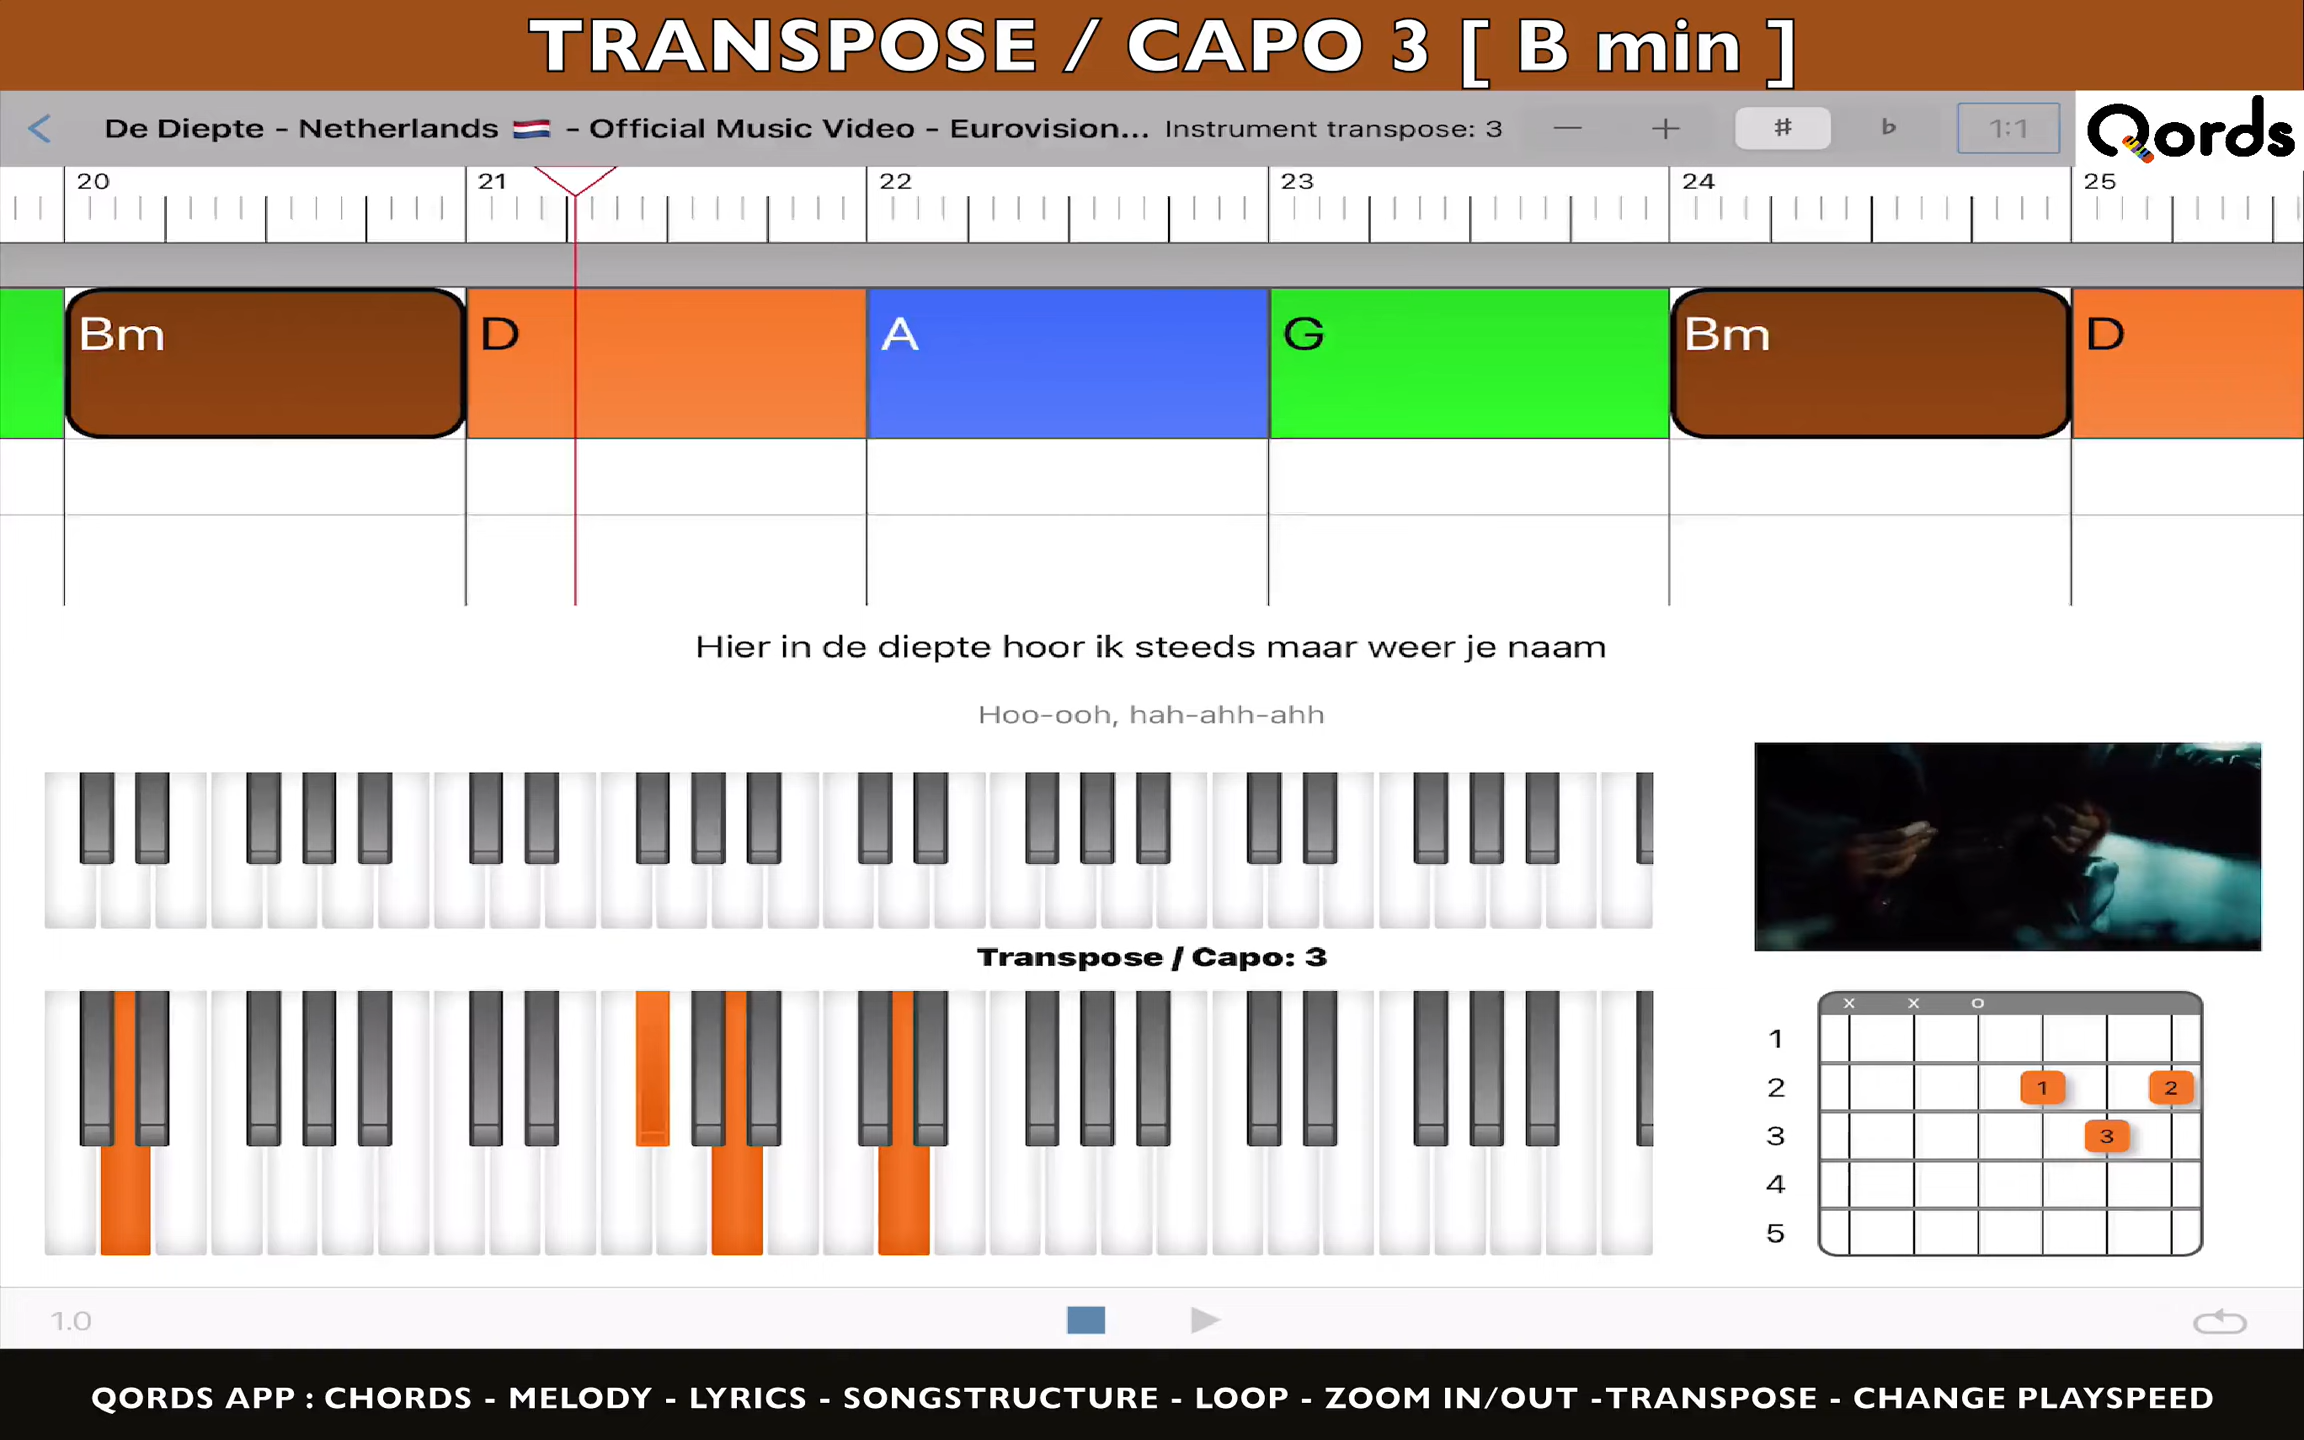 TRANSPOSE / CAPO 3 [ B min ]
De Diepte - Netherlands 🇳🇱 - Official Music Video - Eurovision... Instrument transpose: 3 — + ♯ ♭ 1:1 Qords
20 21 22 23 24 25
Bm D A G Bm D
Hier in de diepte hoor ik steeds maar weer je naam
Hoo-ooh, hah-ahh-ahh
Transpose / Capo: 3
x x o
1
2 1 2
3 3
4
5
1.0
QORDS APP : CHORDS - MELODY - LYRICS - SONGSTRUCTURE - LOOP - ZOOM IN/OUT -TRANSPOSE - CHANGE PLAYSPEED